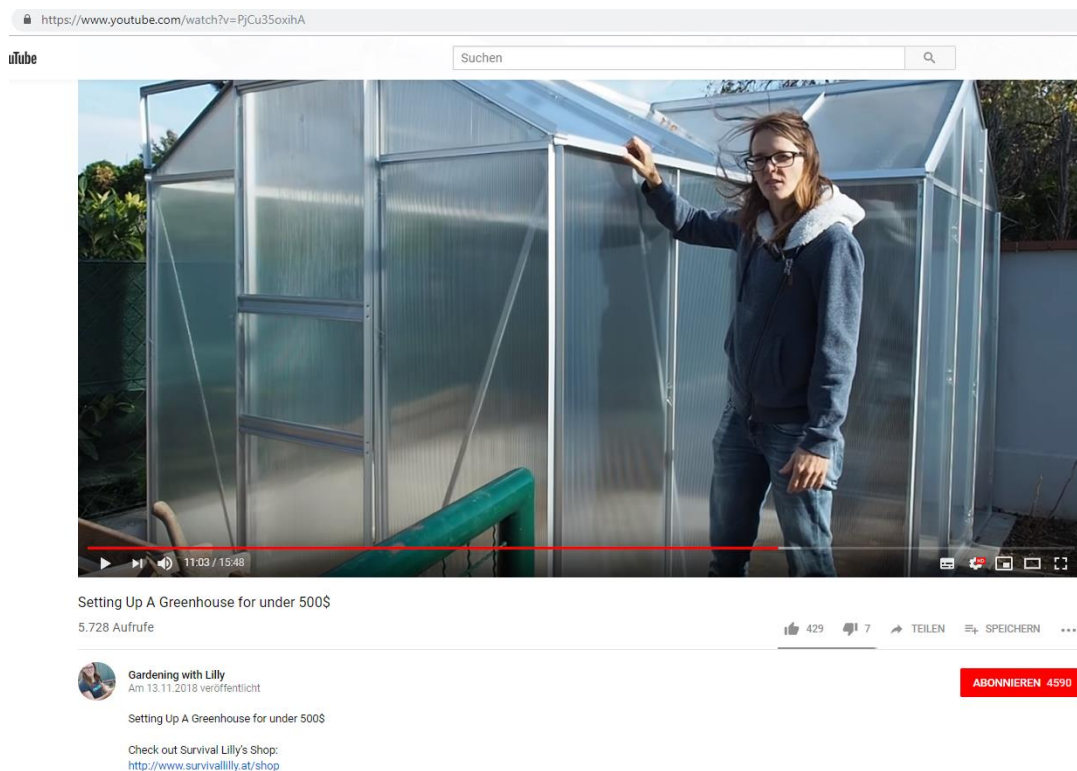 https://www.youtube.com/watch?v=PjCu35oxihA
uTube
Suchen
11:03 / 15:48
HD
Setting Up A Greenhouse for under 500$
5.728 Aufrufe
429 7 TEILEN SPEICHERN
Gardening with Lilly
Am 13.11.2018 veröffentlicht
ABONNIEREN 4590
Setting Up A Greenhouse for under 500$
Check out Survival Lilly's Shop:
http://www.survivallilly.at/shop